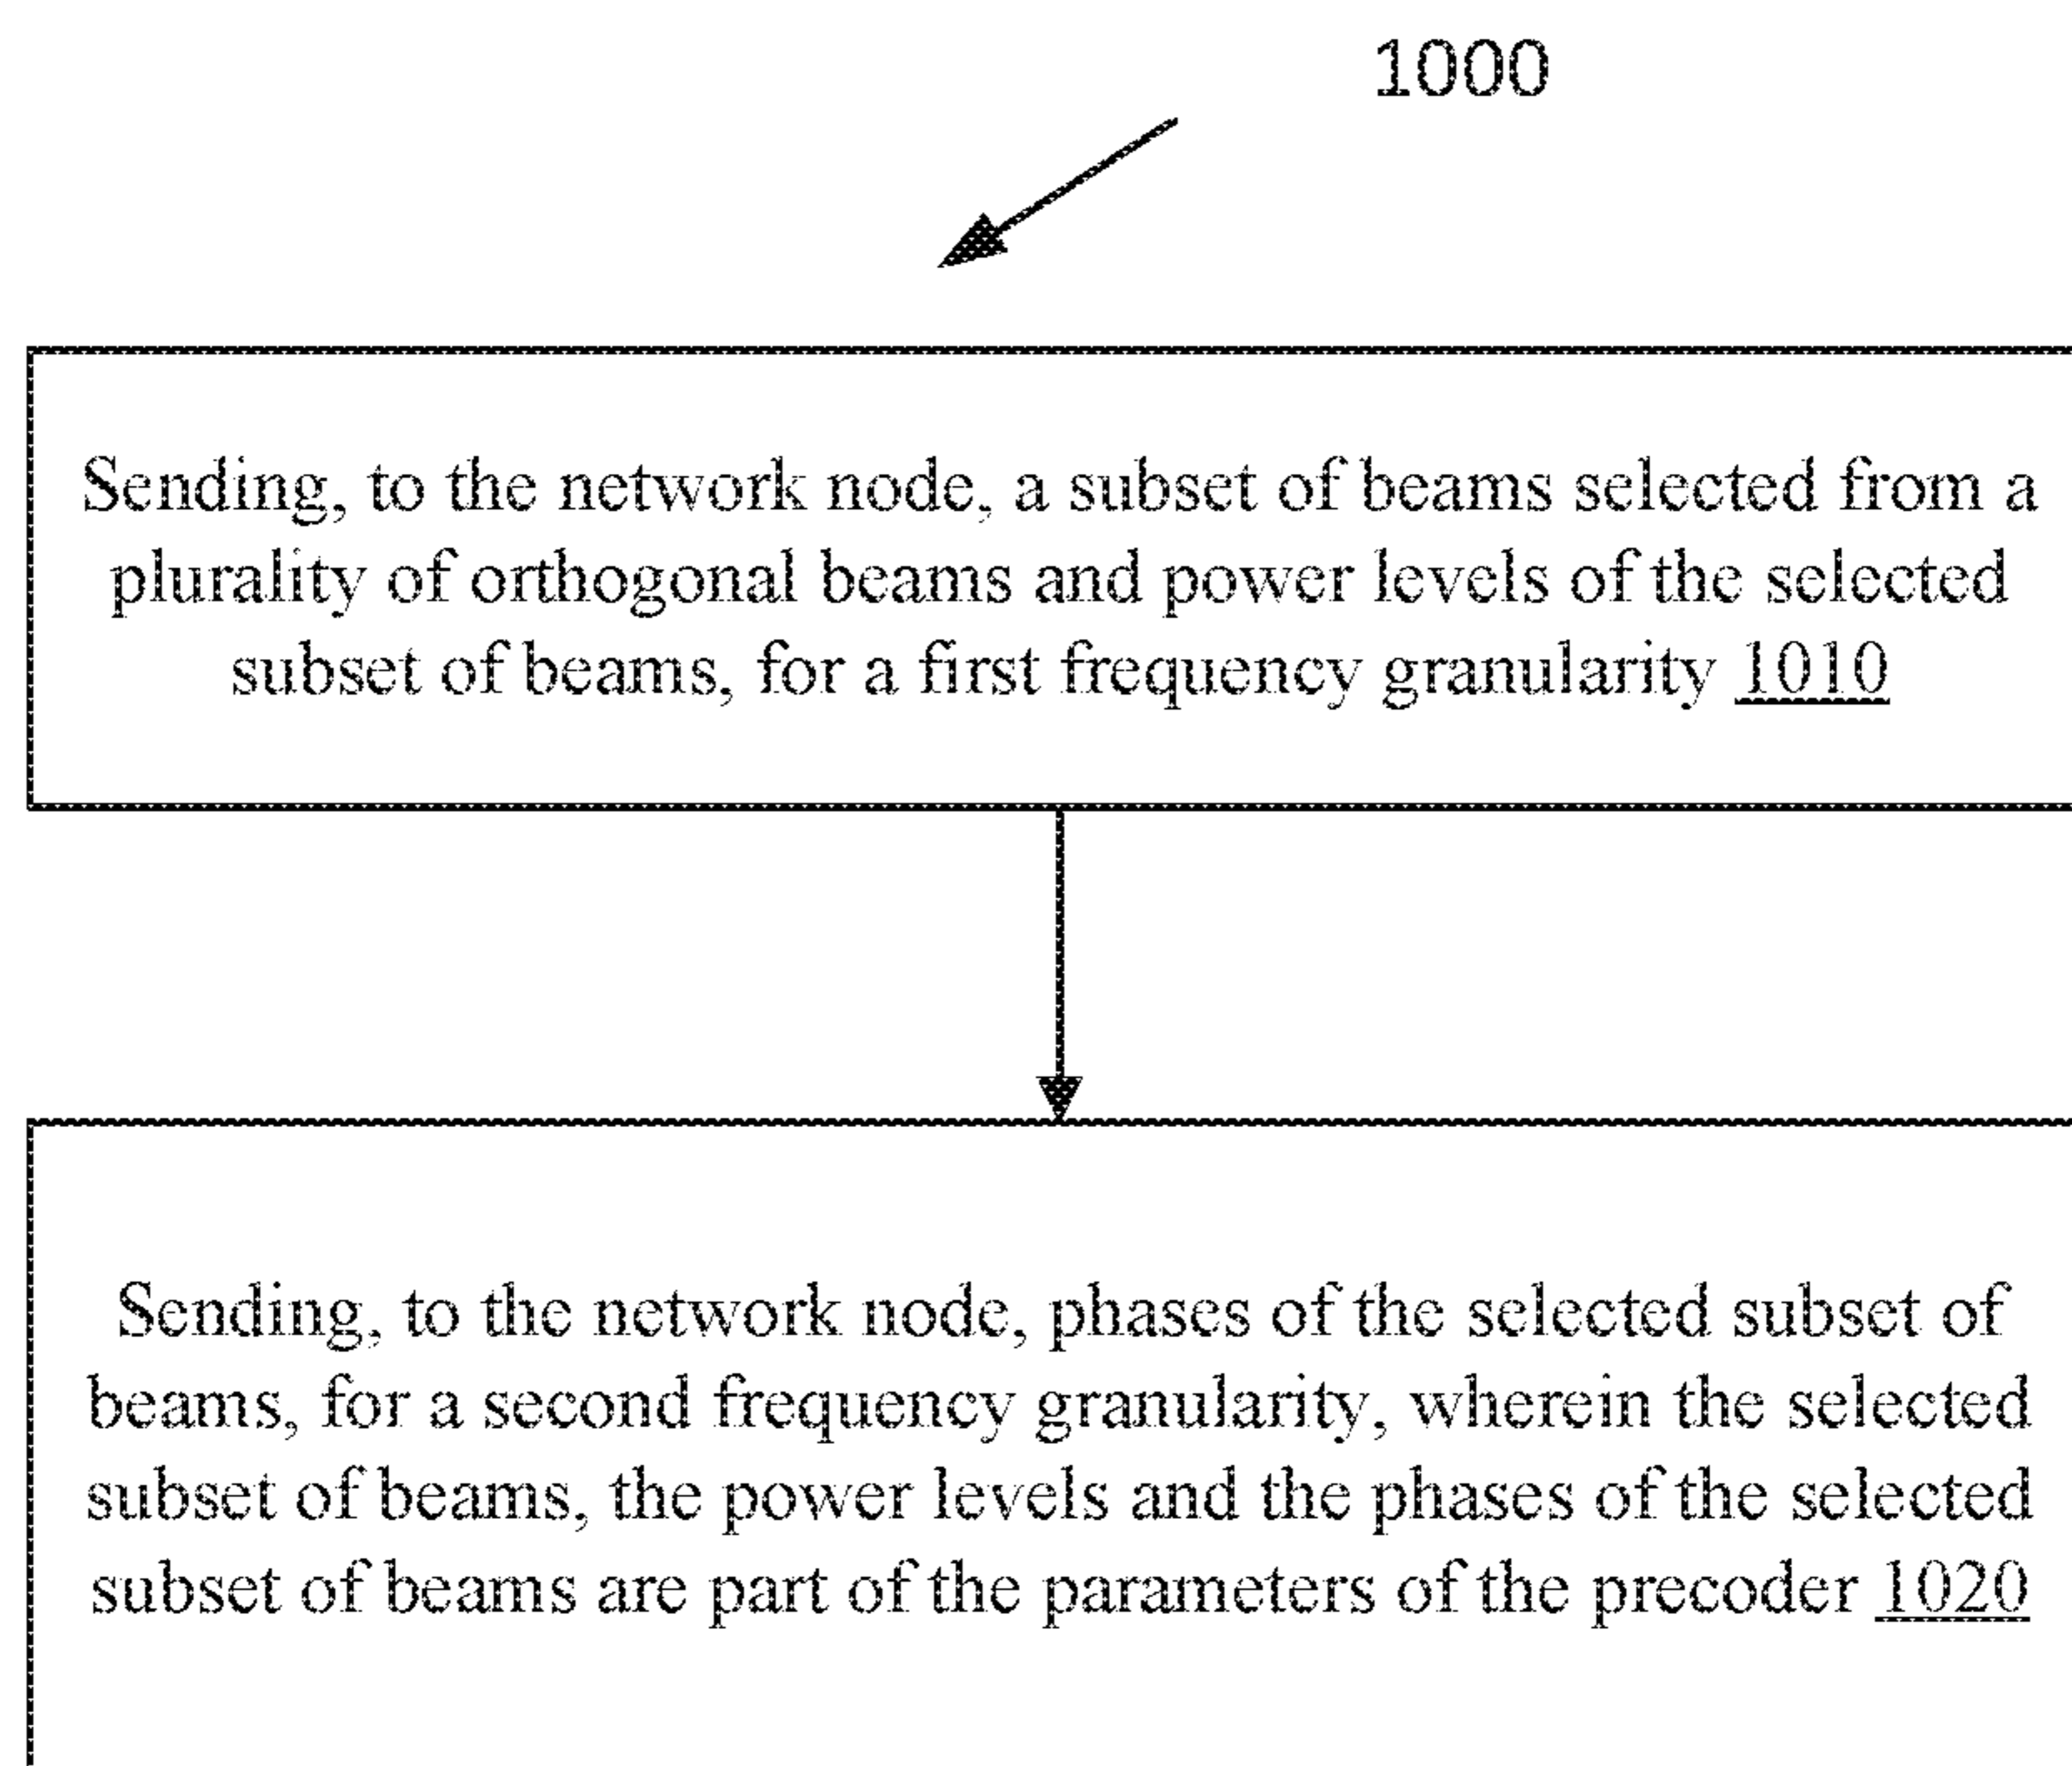 1000
Sending, to the network node, a subset of beams selected from a
plurality of orthogonal beams and power levels of the selected
subset of beams, for a first frequency granularity 1010
Sending, to the network node, phases of the selected subset of
beams, for a second frequency granularity, wherein the selected
subset of beams, the power levels and the phases of the selected
subset of beams are part of the parameters of the precoder 1020